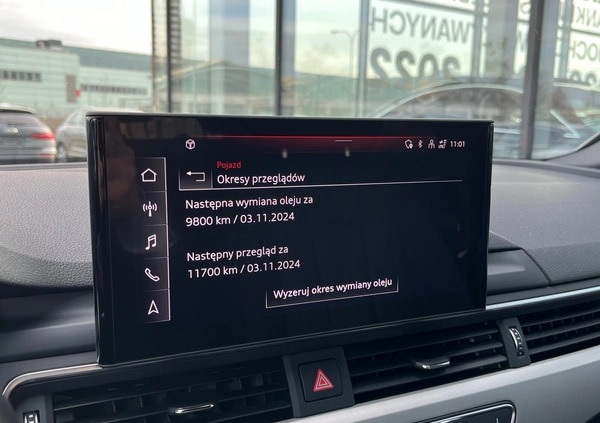 WANYCH
2022
11:01
Pojazd
Okresy przeglądów
Następna wymiana oleju za
9800 km / 03.11.2024
Następny przegląd za
11700 km / 03.11.2024
Wyzeruj okres wymiany oleju